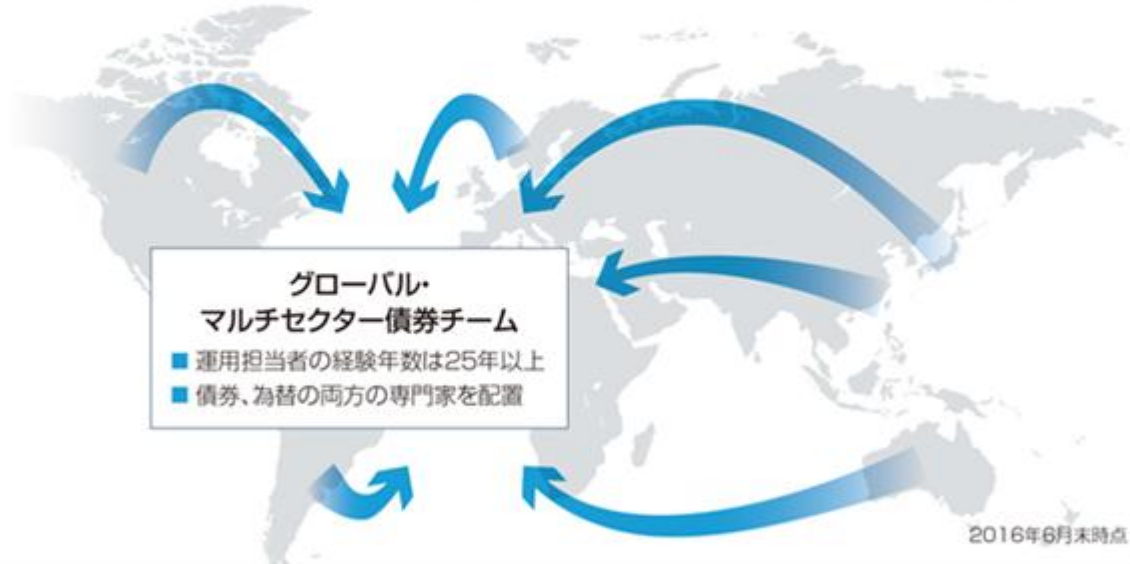 グローバル・
マルチセクター債券チーム
■ 運用担当者の経験年数は25年以上
■ 債券、為替の両方の専門家を配置
2016年6月末時点